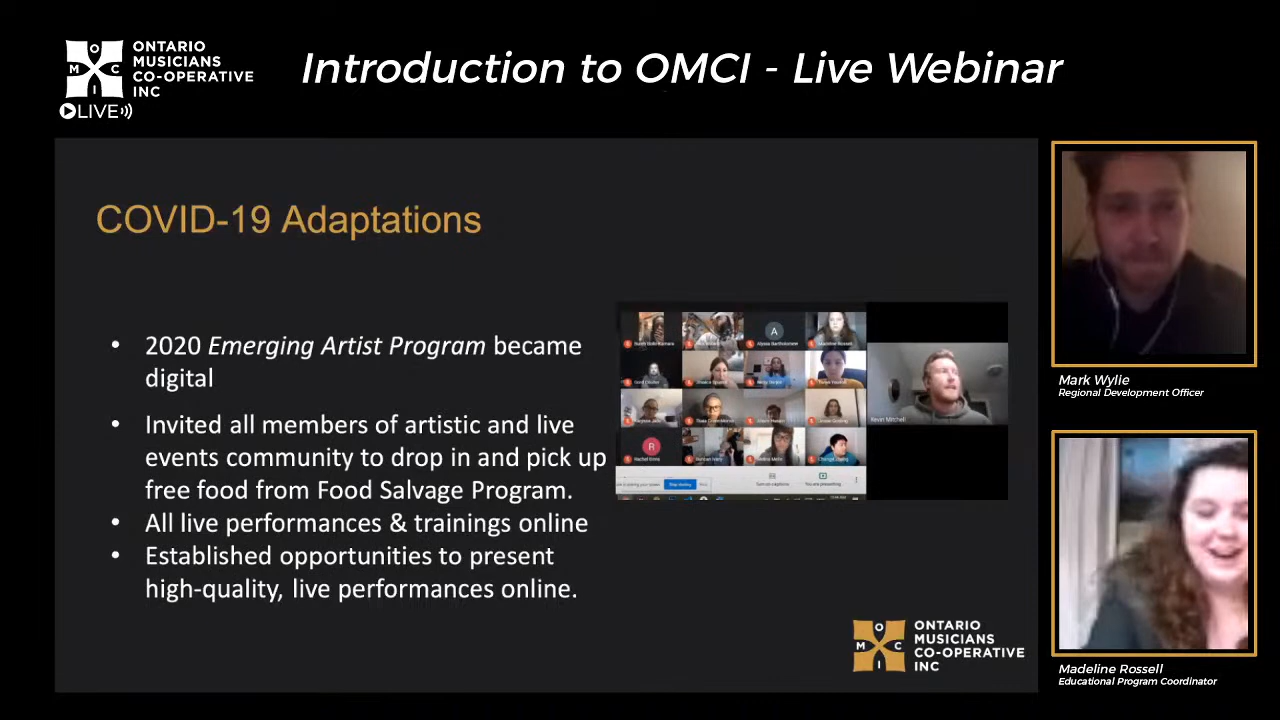 O
M C
I
ONTARIO
MUSICIANS
CO-OPERATIVE
INC
LIVE
Introduction to OMCI - Live Webinar
COVID-19 Adaptations
• 2020 Emerging Artist Program became
digital
• Invited all members of artistic and live
events community to drop in and pick up
free food from Food Salvage Program.
• All live performances & trainings online
• Established opportunities to present
high-quality, live performances online.
A
R
Kevin Mitchell
Mark Wylie
Regional Development Officer
Madeline Rossell
Educational Program Coordinator
O
M C
I
ONTARIO
MUSICIANS
CO-OPERATIVE
INC